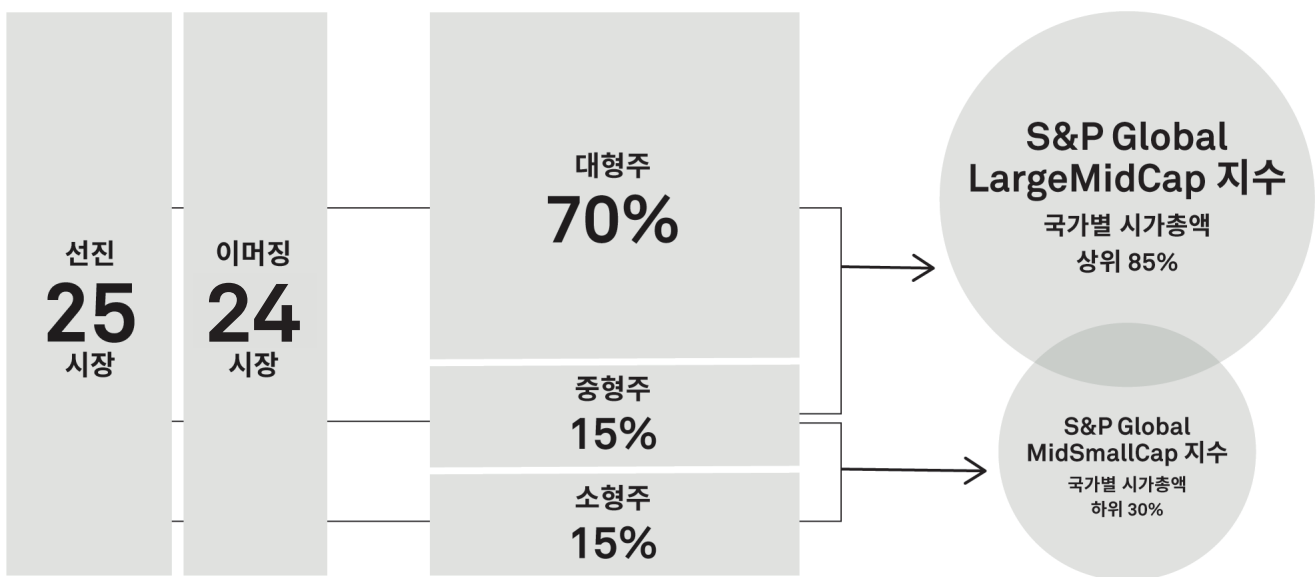 선진
25
시장
이머징
24
시장
대형주
70%
중형주
15%
소형주
15%
S&P Global
LargeMidCap 지수
국가별 시가총액
상위 85%
S&P Global
MidSmallCap 지수
국가별 시가총액
하위 30%